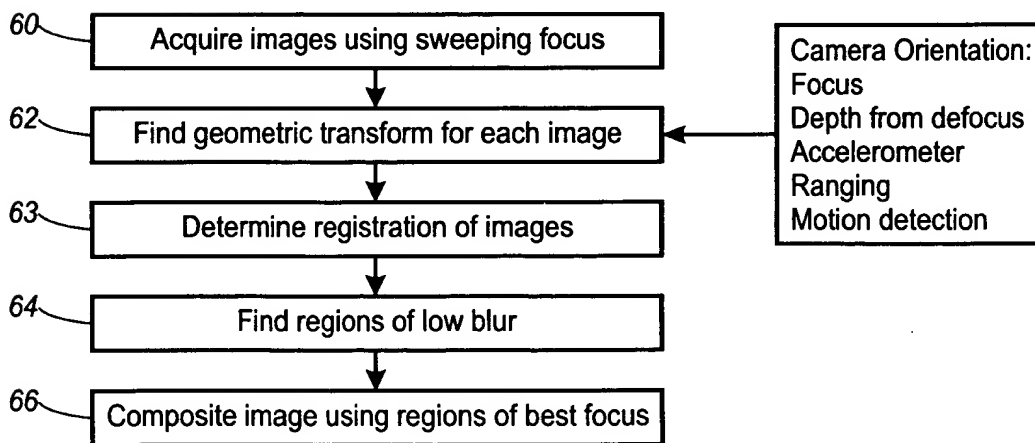 60
Acquire images using sweeping focus
62
Find geometric transform for each image
63
Determine registration of images
64
Find regions of low blur
66
Composite image using regions of best focus
Camera Orientation:
Focus
Depth from defocus
Accelerometer
Ranging
Motion detection